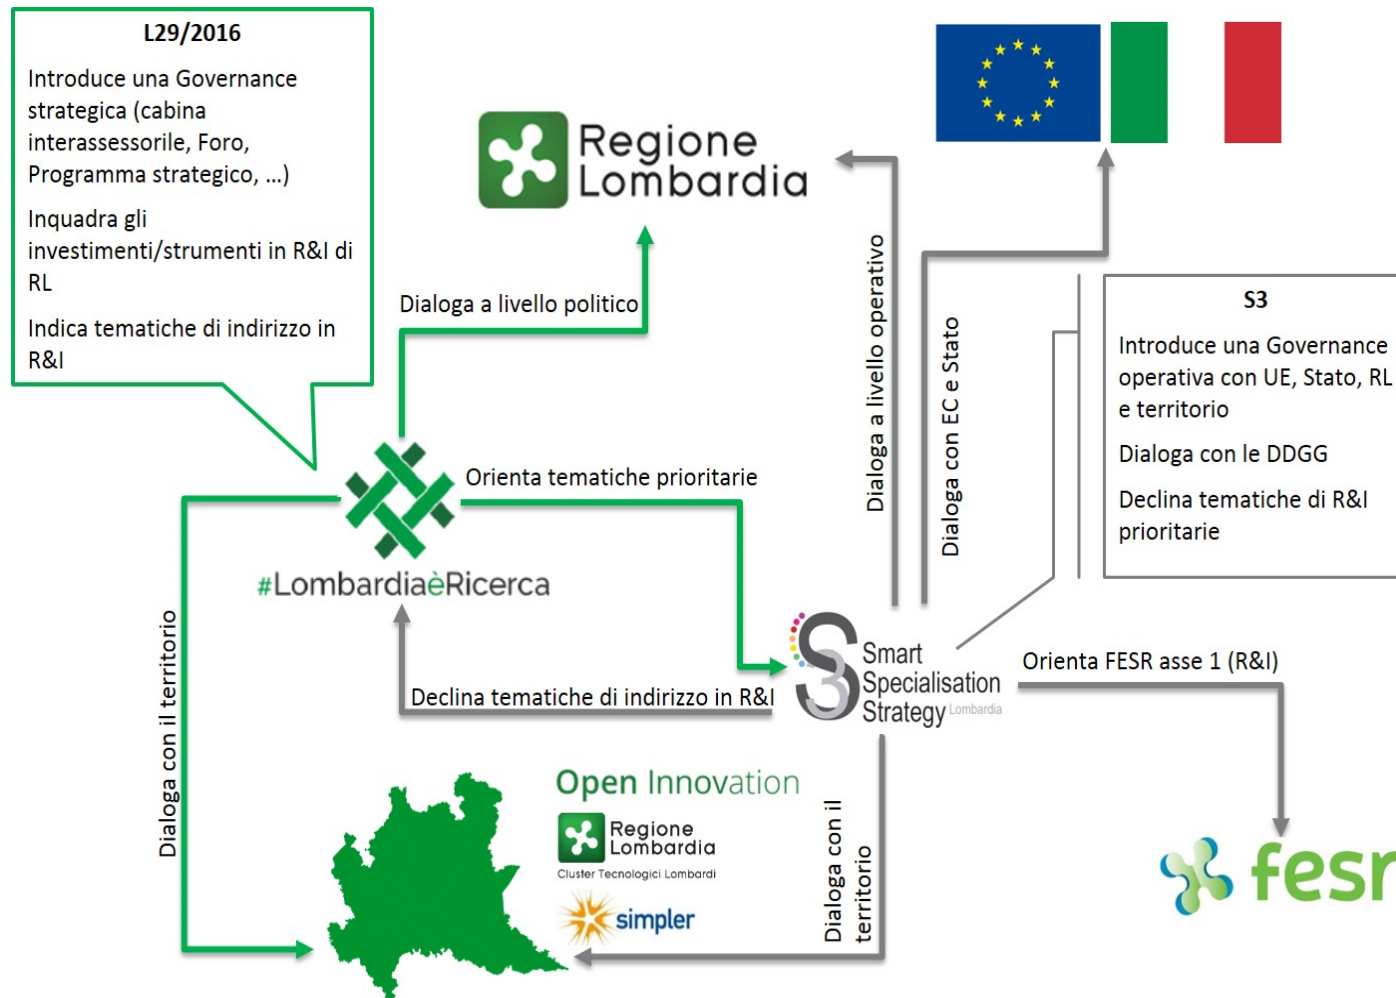 L29/2016
Introduce una Governance
strategica (cabina
interassessorile, Foro,
Programma strategico, ...)
Inquadra gli
investimenti/strumenti in R&I di
RL
Indica tematiche di indirizzo in
R&I
Regione
Lombardia
Dialoga a livello politico
Dialoga a livello operativo
Dialoga con EC e Stato
S3
Introduce una Governance
operativa con UE, Stato, RL
e territorio
Dialoga con le DDGG
Declina tematiche di R&I
prioritarie
Orienta tematiche prioritarie
#LombardiaèRicerca
Dialoga con il territorio
S3
Smart
Specialisation
Strategy Lombardia
Orienta FESR asse 1 (R&I)
Declina tematiche di indirizzo in R&I
Open Innovation
Regione
Lombardia
Cluster Tecnologici Lombardi
simpler
Dialoga con il
territorio
fesr